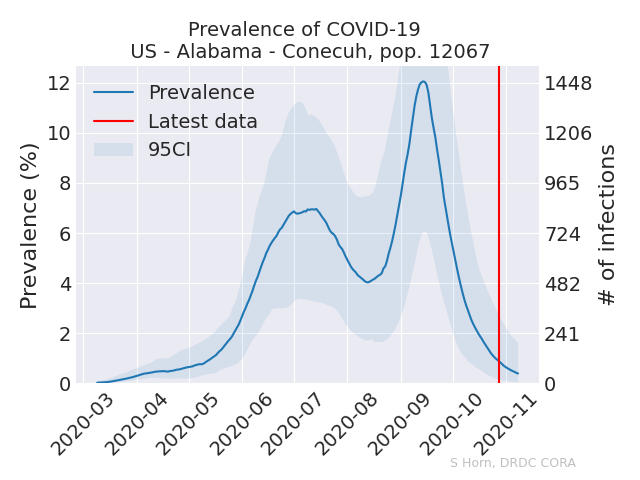 Prevalence of COVID-19
US - Alabama - Conecuh, pop. 12067
Prevalence
Latest data
95CI
Prevalence (%)
12
10
8
6
4
2
0
1448
1206
965
724
482
241
0
# of infections
2020-03
2020-04
2020-05
2020-06
2020-07
2020-08
2020-09
2020-10
2020-11
S Horn, DRDC CORA